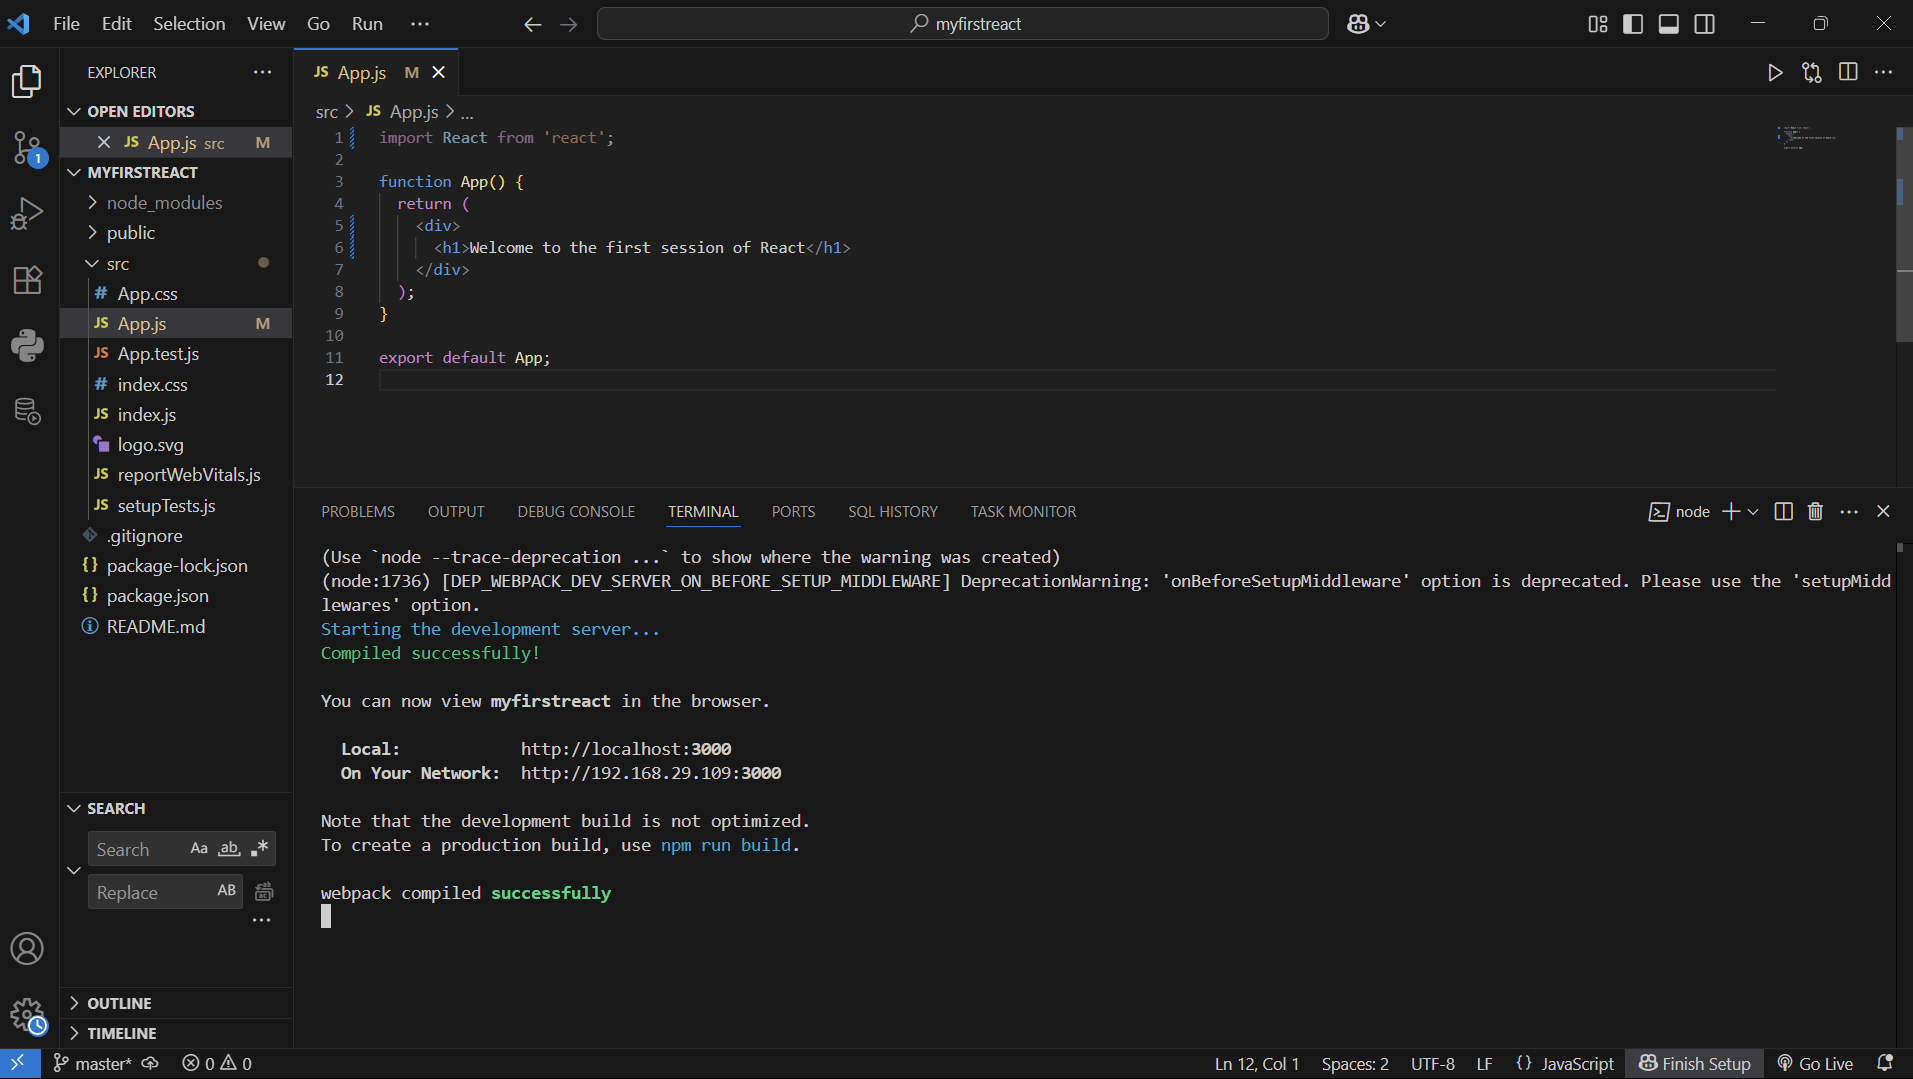 File Edit Selection View Go Run ···
myfirstreact
EXPLORER
OPEN EDITORS
JS App.js src M
MYFIRSTREACT
node_modules
public
src
# App.css
JS App.js M
JS App.test.js
# index.css
JS index.js
logo.svg
JS reportWebVitals.js
JS setupTests.js
.gitignore
{} package-lock.json
{} package.json
README.md
SEARCH
Search Aa ab .*
Replace AB
OUTLINE
TIMELINE
JS App.js M
src > JS App.js > ...
1 import React from 'react';
2
3 function App() {
4 return (
5 <div>
6 <h1>Welcome to the first session of React</h1>
7 </div>
8 );
9 }
10
11 export default App;
12
PROBLEMS OUTPUT DEBUG CONSOLE TERMINAL PORTS SQL HISTORY TASK MONITOR
node
(Use `node --trace-deprecation ...` to show where the warning was created)
(node:1736) [DEP_WEBPACK_DEV_SERVER_ON_BEFORE_SETUP_MIDDLEWARE] DeprecationWarning: 'onBeforeSetupMiddleware' option is deprecated. Please use the 'setupMidd
lewares' option.
Starting the development server...
Compiled successfully!
You can now view myfirstreact in the browser.
Local: http://localhost:3000
On Your Network: http://192.168.29.109:3000
Note that the development build is not optimized.
To create a production build, use npm run build.
webpack compiled successfully
1
master* 0 0
Ln 12, Col 1 Spaces: 2 UTF-8 LF {} JavaScript Finish Setup Go Live